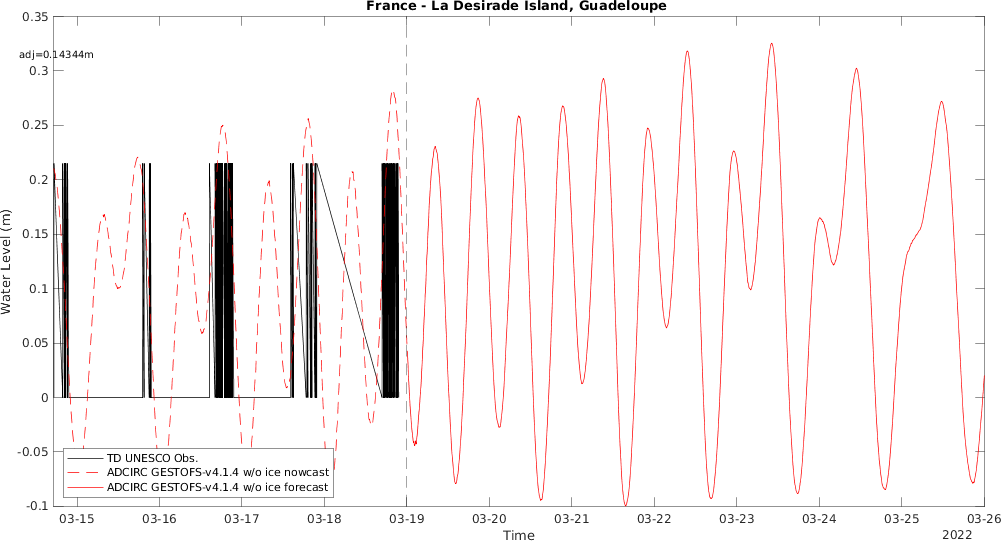 France - La Desirade Island, Guadeloupe
adj=0.14344m
0.35
0.3
0.25
0.2
0.15
0.1
0.05
0
-0.05
-0.1
Water Level (m)
TD UNESCO Obs.
ADCIRC GESTOFS-v4.1.4 w/o ice nowcast
ADCIRC GESTOFS-v4.1.4 w/o ice forecast
03-15 03-16 03-17 03-18 03-19 03-20 03-21 03-22 03-23 03-24 03-25 03-26
Time
2022